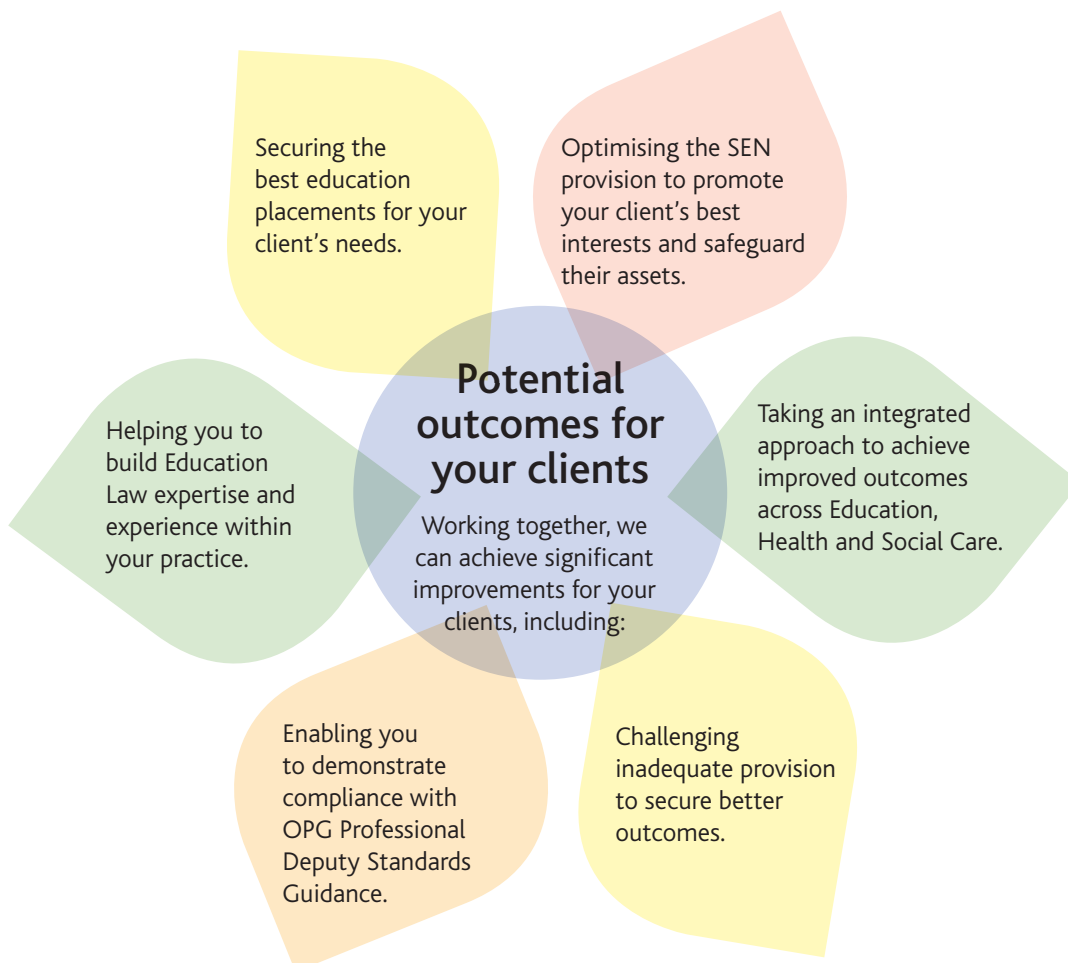 Potential
outcomes for
your clients
Working together, we
can achieve significant
improvements for your
clients, including:
Securing the
best education
placements for your
client's needs.
Optimising the SEN
provision to promote
your client's best
interests and safeguard
their assets.
Taking an integrated
approach to achieve
improved outcomes
across Education,
Health and Social Care.
Challenging
inadequate provision
to secure better
outcomes.
Enabling you
to demonstrate
compliance with
OPG Professional
Deputy Standards
Guidance.
Helping you to
build Education
Law expertise and
experience within
your practice.